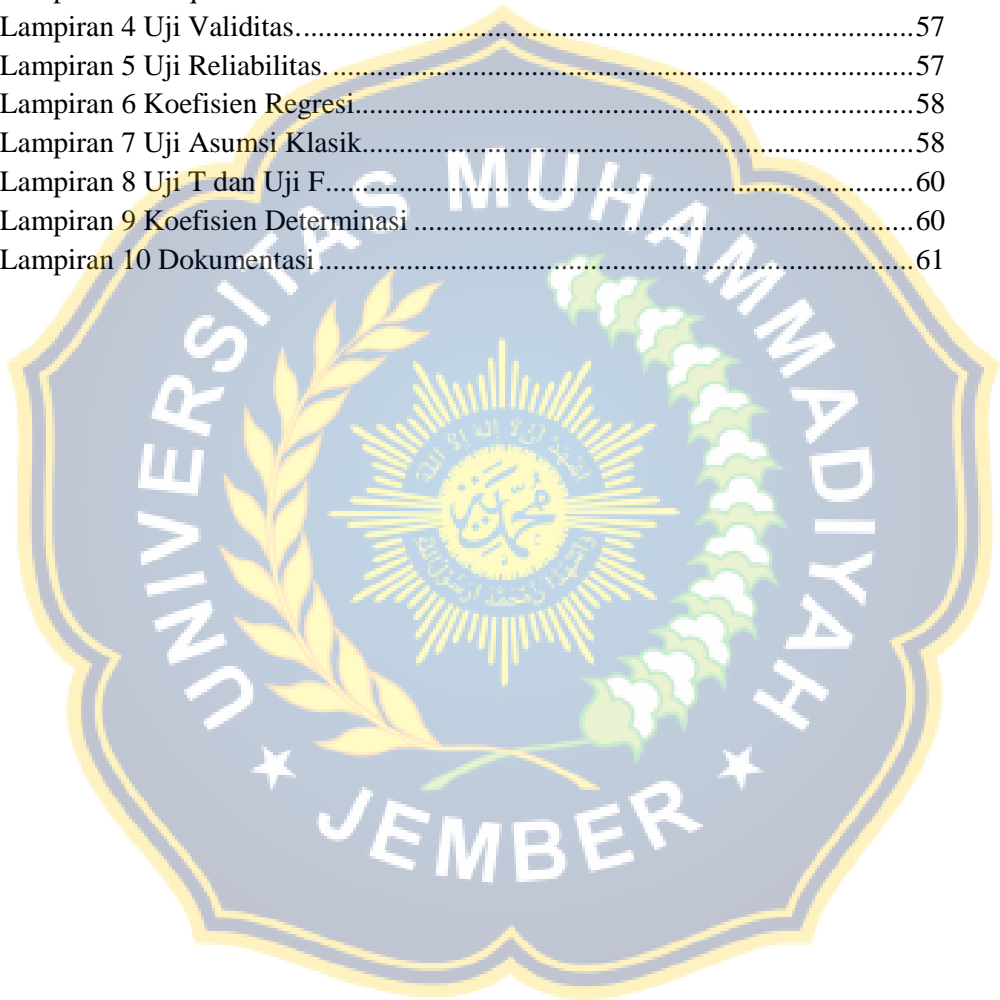 Lampiran 4 Uji Validitas.......................................................................................57
Lampiran 5 Uji Reliabilitas...................................................................................57
Lampiran 6 Koefisien Regresi...............................................................................58
Lampiran 7 Uji Asumsi Klasik..............................................................................58
Lampiran 8 Uji T dan Uji F...................................................................................60
Lampiran 9 Koefisien Determinasi .......................................................................60
Lampiran 10 Dokumentasi....................................................................................61
UNIVERSITAS MUHAMMADIYAH
JEMBER
محمد